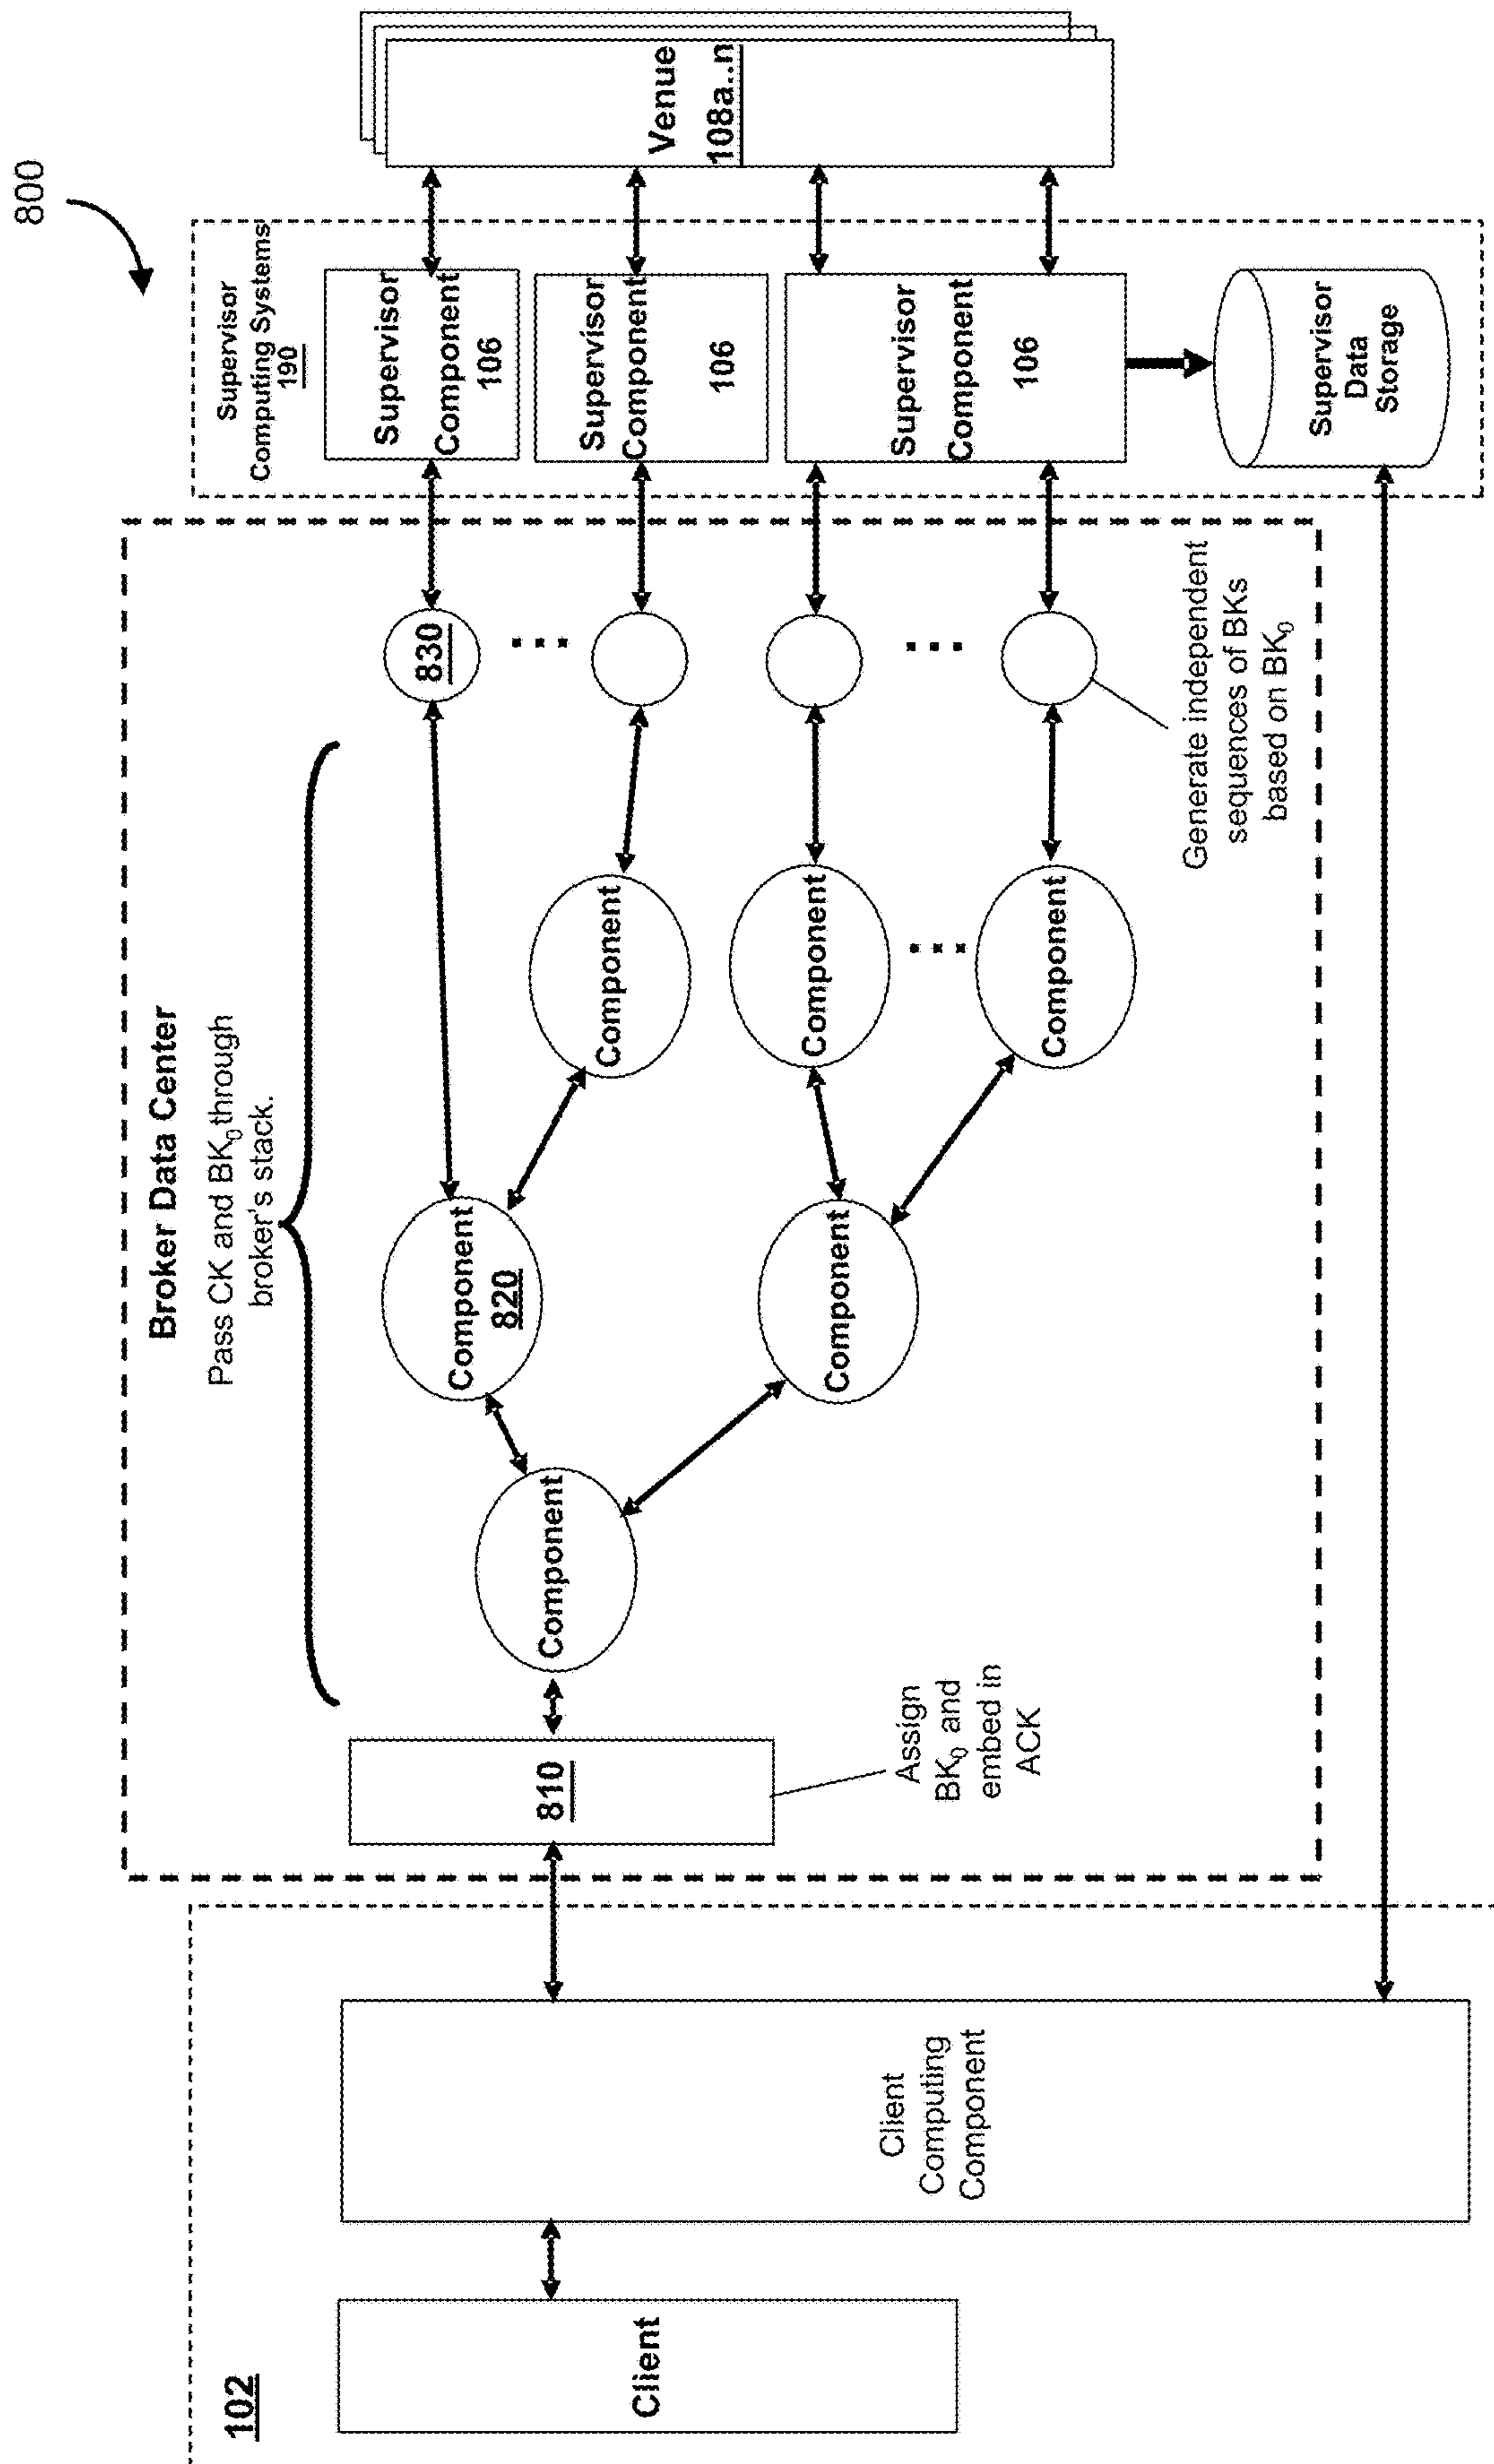 800
102
Client
Client
Computing
Component
Broker Data Center
Pass CK and BK0 through
broker's stack.
810
Assign
BK0 and
embed in
ACK
Component
Component
820
Component
Component
Component
Component
830
Generate independent
sequences of BKs
based on BK0
Supervisor
Computing Systems
190
Supervisor
Component
106
Supervisor
Component
106
Supervisor
Component
106
Supervisor
Data
Storage
Venue
108a..n